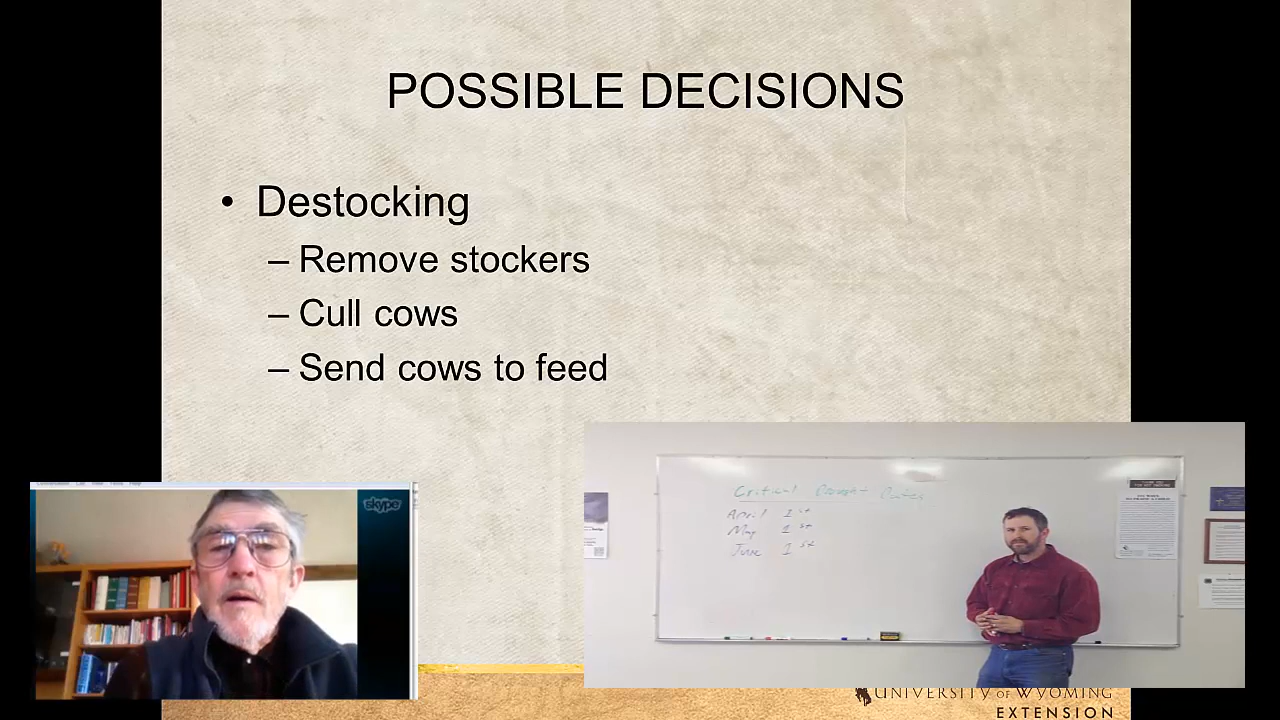 POSSIBLE DECISIONS
• Destocking
– Remove stockers
– Cull cows
– Send cows to feed
skype
Critical Dates
April 1st
May 1st
June 1st
UNIVERSITY OF WYOMING
EXTENSION